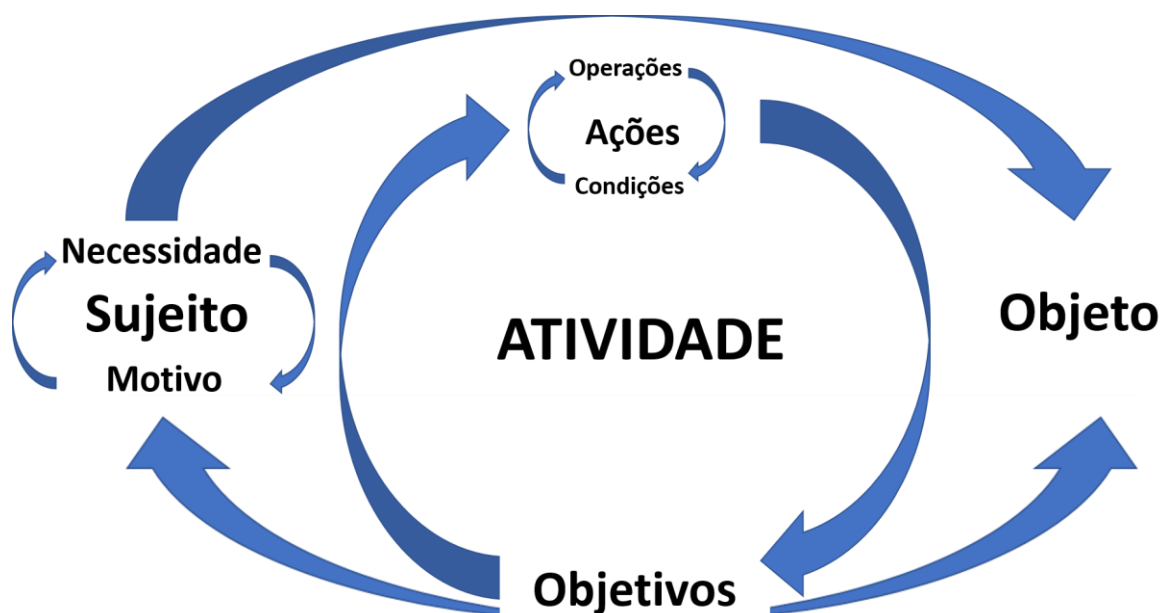 Operações
Ações
Condições
Necessidade
Sujeito
Motivo
ATIVIDADE
Objeto
Objetivos